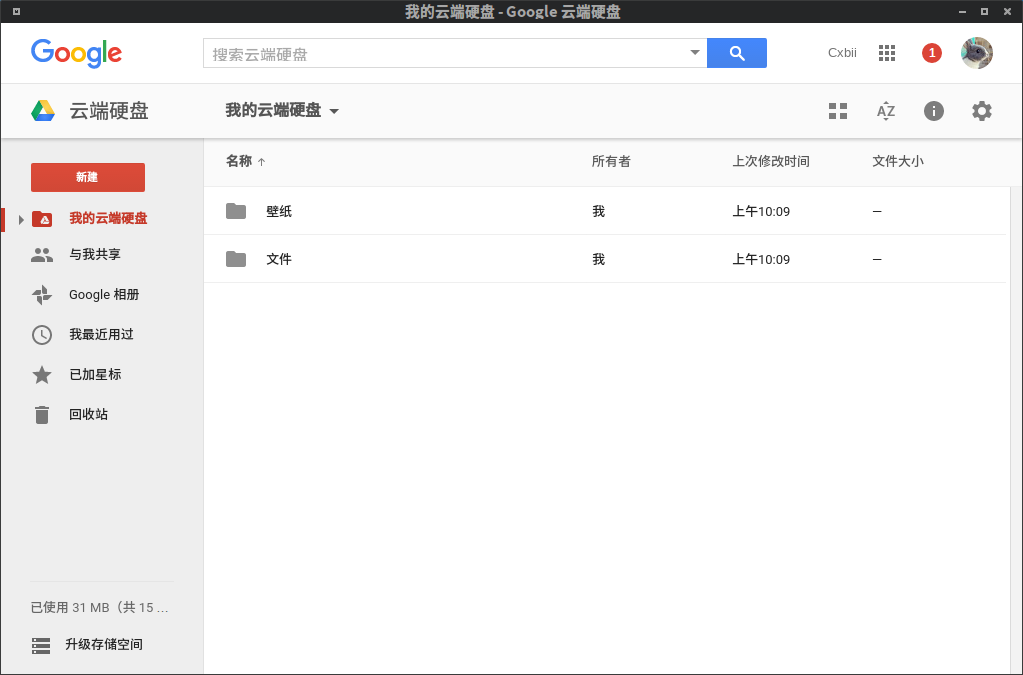 我的云端硬盘 - Google 云端硬盘
Google
搜索云端硬盘
Cxbii
1
云端硬盘
我的云端硬盘
AZ
新建
名称 ↑ 所有者 上次修改时间 文件大小
我的云端硬盘
壁纸 我 上午10:09 —
与我共享
文件 我 上午10:09 —
Google 相册
我最近用过
已加星标
回收站
已使用 31 MB（共 15 …
升级存储空间